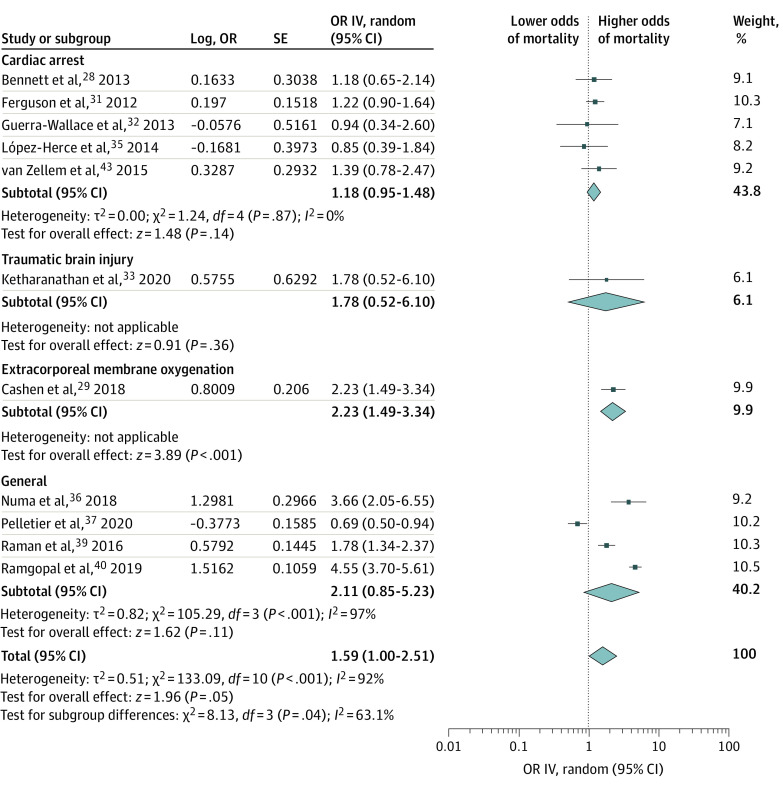 OR IV, random Lower odds Higher odds Weight,
Study or subgroup Log, OR SE (95% CI) of mortality of mortality %
Cardiac arrest
Bennett et al,28 2013 0.1633 0.3038 1.18 (0.65-2.14) 9.1
Ferguson et al,31 2012 0.197 0.1518 1.22 (0.90-1.64) 10.3
Guerra-Wallace et al,32 2013 -0.0576 0.5161 0.94 (0.34-2.60) 7.1
López-Herce et al,35 2014 -0.1681 0.3973 0.85 (0.39-1.84) 8.2
van Zellem et al,43 2015 0.3287 0.2932 1.39 (0.78-2.47) 9.2
Subtotal (95% CI) 1.18 (0.95-1.48) 43.8
Heterogeneity: τ2=0.00; χ2=1.24, df=4 (P=.87); I2=0%
Test for overall effect: z=1.48 (P=.14)
Traumatic brain injury
Ketharanathan et al,33 2020 0.5755 0.6292 1.78 (0.52-6.10) 6.1
Subtotal (95% CI) 1.78 (0.52-6.10) 6.1
Heterogeneity: not applicable
Test for overall effect: z=0.91 (P=.36)
Extracorporeal membrane oxygenation
Cashen et al,29 2018 0.8009 0.206 2.23 (1.49-3.34) 9.9
Subtotal (95% CI) 2.23 (1.49-3.34) 9.9
Heterogeneity: not applicable
Test for overall effect: z=3.89 (P<.001)
General
Numa et al,36 2018 1.2981 0.2966 3.66 (2.05-6.55) 9.2
Pelletier et al,37 2020 -0.3773 0.1585 0.69 (0.50-0.94) 10.2
Raman et al,39 2016 0.5792 0.1445 1.78 (1.34-2.37) 10.3
Ramgopal et al,40 2019 1.5162 0.1059 4.55 (3.70-5.61) 10.5
Subtotal (95% CI) 2.11 (0.85-5.23) 40.2
Heterogeneity: τ2=0.82; χ2=105.29, df=3 (P<.001); I2=97%
Test for overall effect: z=1.62 (P=.11)
Total (95% CI) 1.59 (1.00-2.51) 100
Heterogeneity: τ2=0.51; χ2=133.09, df=10 (P<.001); I2=92%
Test for overall effect: z=1.96 (P=.05)
Test for subgroup differences: χ2=8.13, df=3 (P=.04); I2=63.1%
0.01 0.1 1 10 100
OR IV, random (95% CI)